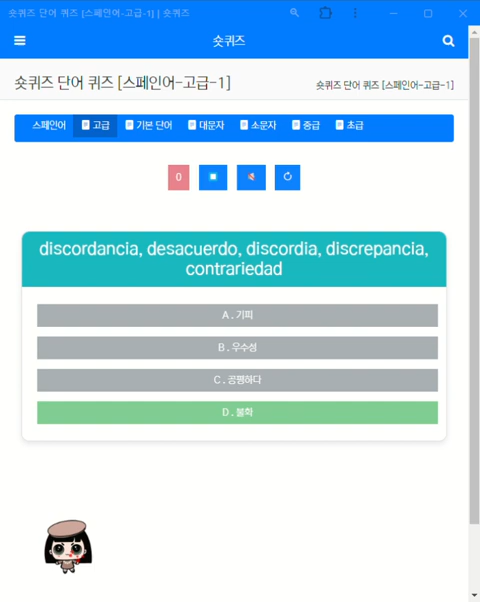 숏퀴즈 단어 퀴즈 [스페인어-고급-1] | 숏퀴즈
숏퀴즈
숏퀴즈 단어 퀴즈 [스페인어-고급-1]
숏퀴즈 단어 퀴즈 [스페인어-고급-1]
스페인어 고급 기본 단어 대문자 소문자 중급 초급
0
discordancia, desacuerdo, discordia, discrepancia,
contrariedad
A . 기피
B . 우수성
C . 공평하다
D . 불화